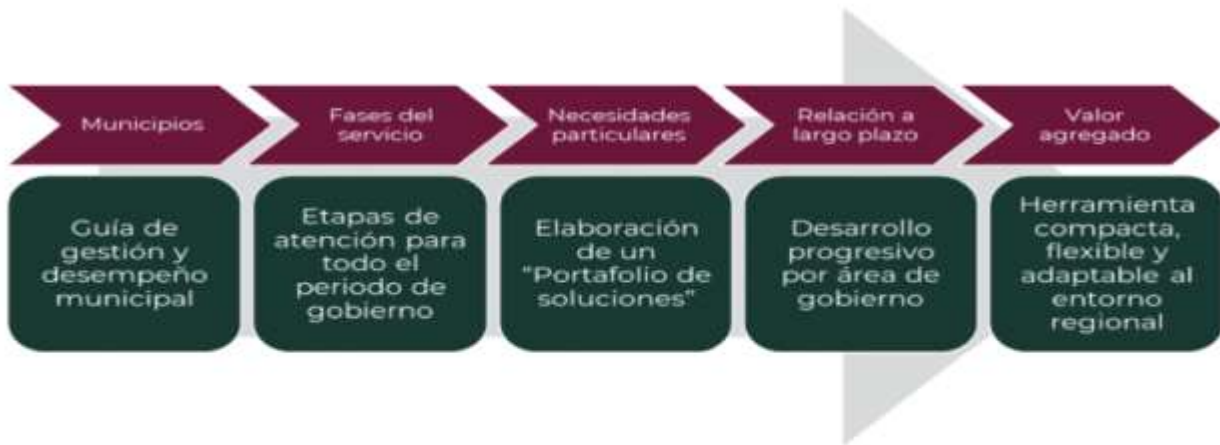 Municipios
Fases del
servicio
Necesidades
particulares
Relación a
largo plazo
Valor
agregado
Guía de
gestión y
desempeño
municipal
Etapas de
atención para
todo el
periodo de
gobierno
Elaboración
de un
“Portafolio de
soluciones”
Desarrollo
progresivo
por área de
gobierno
Herramienta
compacta,
flexible y
adaptable al
entorno
regional